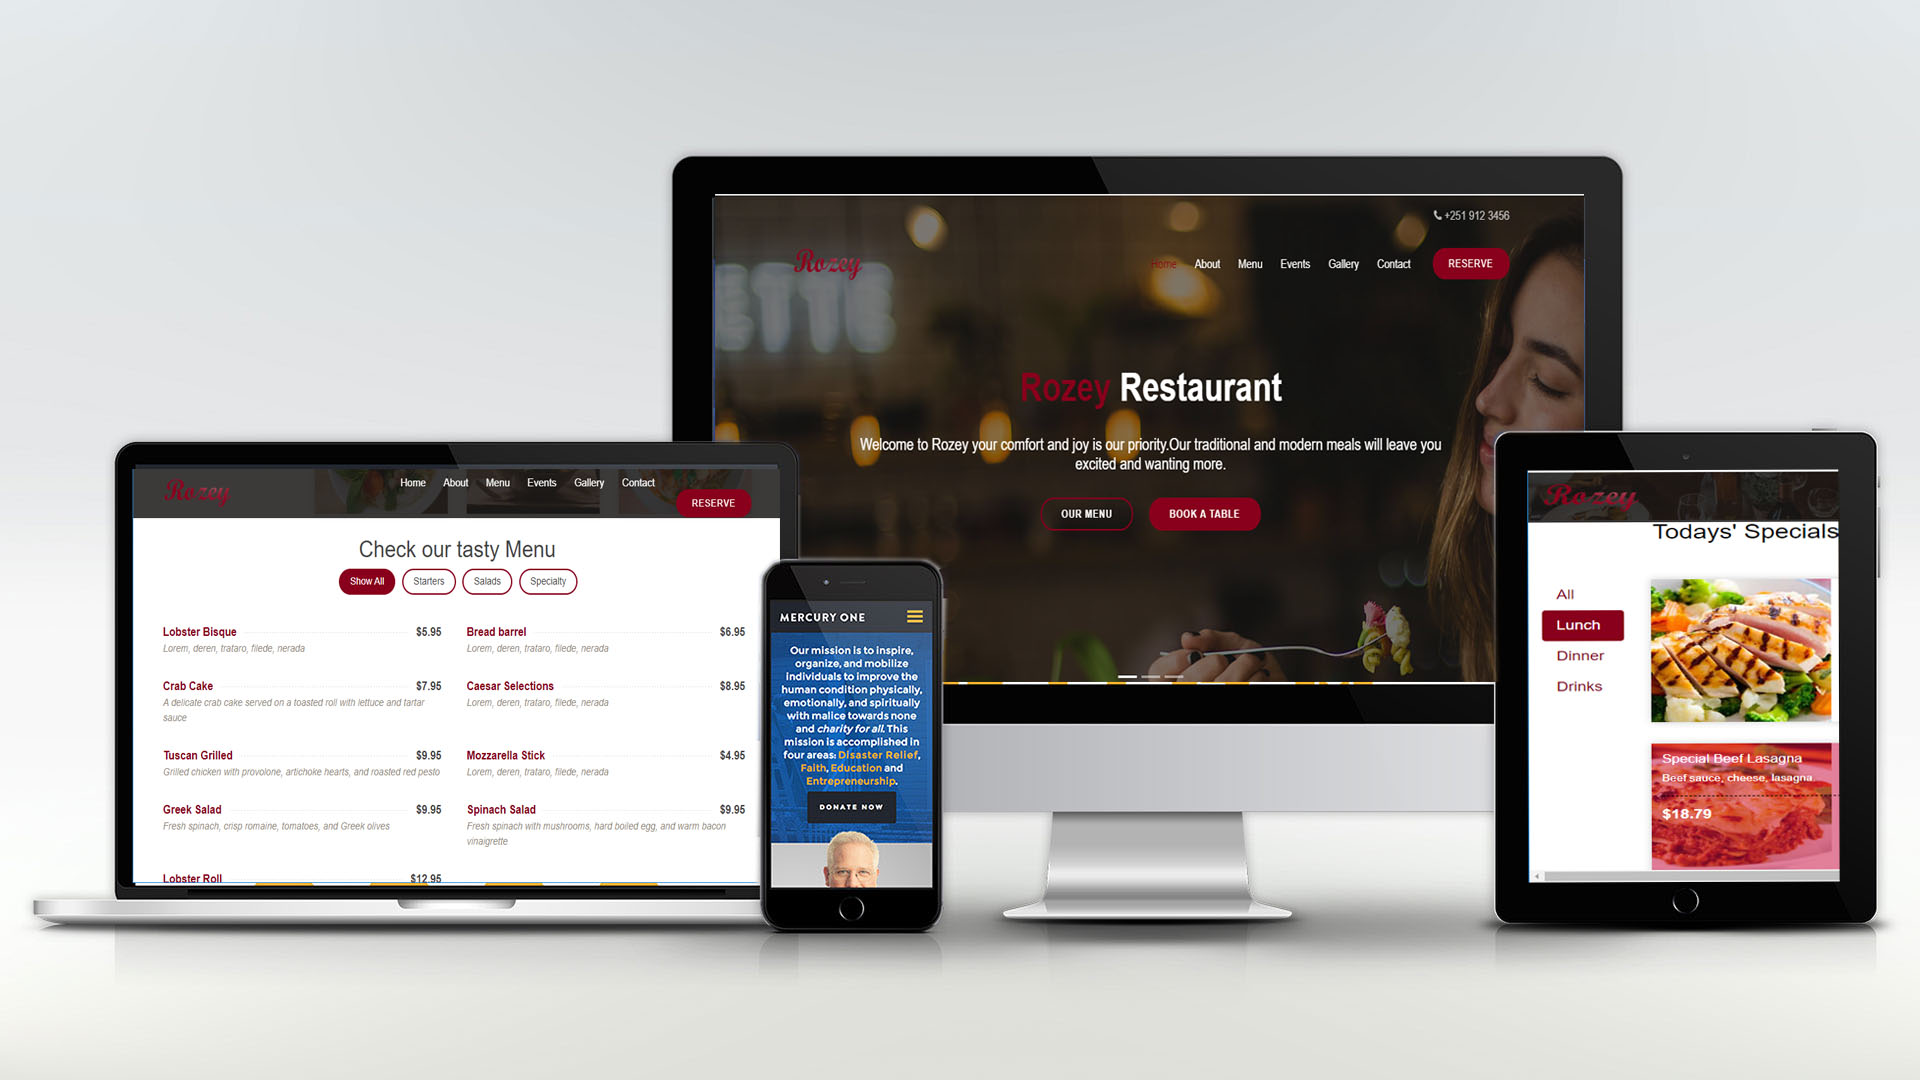 +251 912 3456
Rozey
Home About Menu Events Gallery Contact RESERVE
ETTE
Rozey Restaurant
Welcome to Rozey your comfort and joy is our priority.Our traditional and modern meals will leave you
excited and wanting more.
OUR MENU BOOK A TABLE
Rozey
Home About Menu Events Gallery Contact
RESERVE
Check our tasty Menu
Show All Starters Salads Specialty
Lobster Bisque $5.95
Lorem, deren, trataro, filede, nerada
Bread barrel $6.95
Lorem, deren, trataro, filede, nerada
Crab Cake $7.95
A delicate crab cake served on a toasted roll with lettuce and tartar
sauce
Caesar Selections $8.95
Lorem, deren, trataro, filede, nerada
Tuscan Grilled $9.95
Grilled chicken with provolone, artichoke hearts, and roasted red pesto
Mozzarella Stick $4.95
Lorem, deren, trataro, filede, nerada
Greek Salad $9.95
Fresh spinach, crisp romaine, tomatoes, and Greek olives
Spinach Salad $9.95
Fresh spinach with mushrooms, hard boiled egg, and warm bacon
vinaigrette
Lobster Roll $12.95
MERCURY ONE
Our mission is to inspire,
organize, and mobilize
individuals to improve the
human condition physically,
emotionally, and spiritually
with malice towards none
and charity for all. This
mission is accomplished in
four areas: Disaster Relief,
Faith, Education and
Entrepreneurship.
DONATE NOW
Rozey
Todays' Specials
All
Lunch
Dinner
Drinks
Special Beef Lasagna
Beef sauce, cheese, lasagna
$18.79